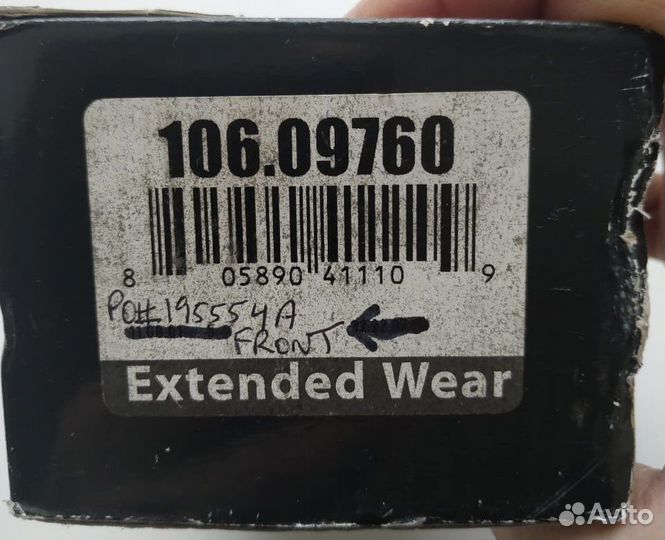 106.09760
8 05890 41110 9
PO#195554A
FRONT
Extended Wear
Avito